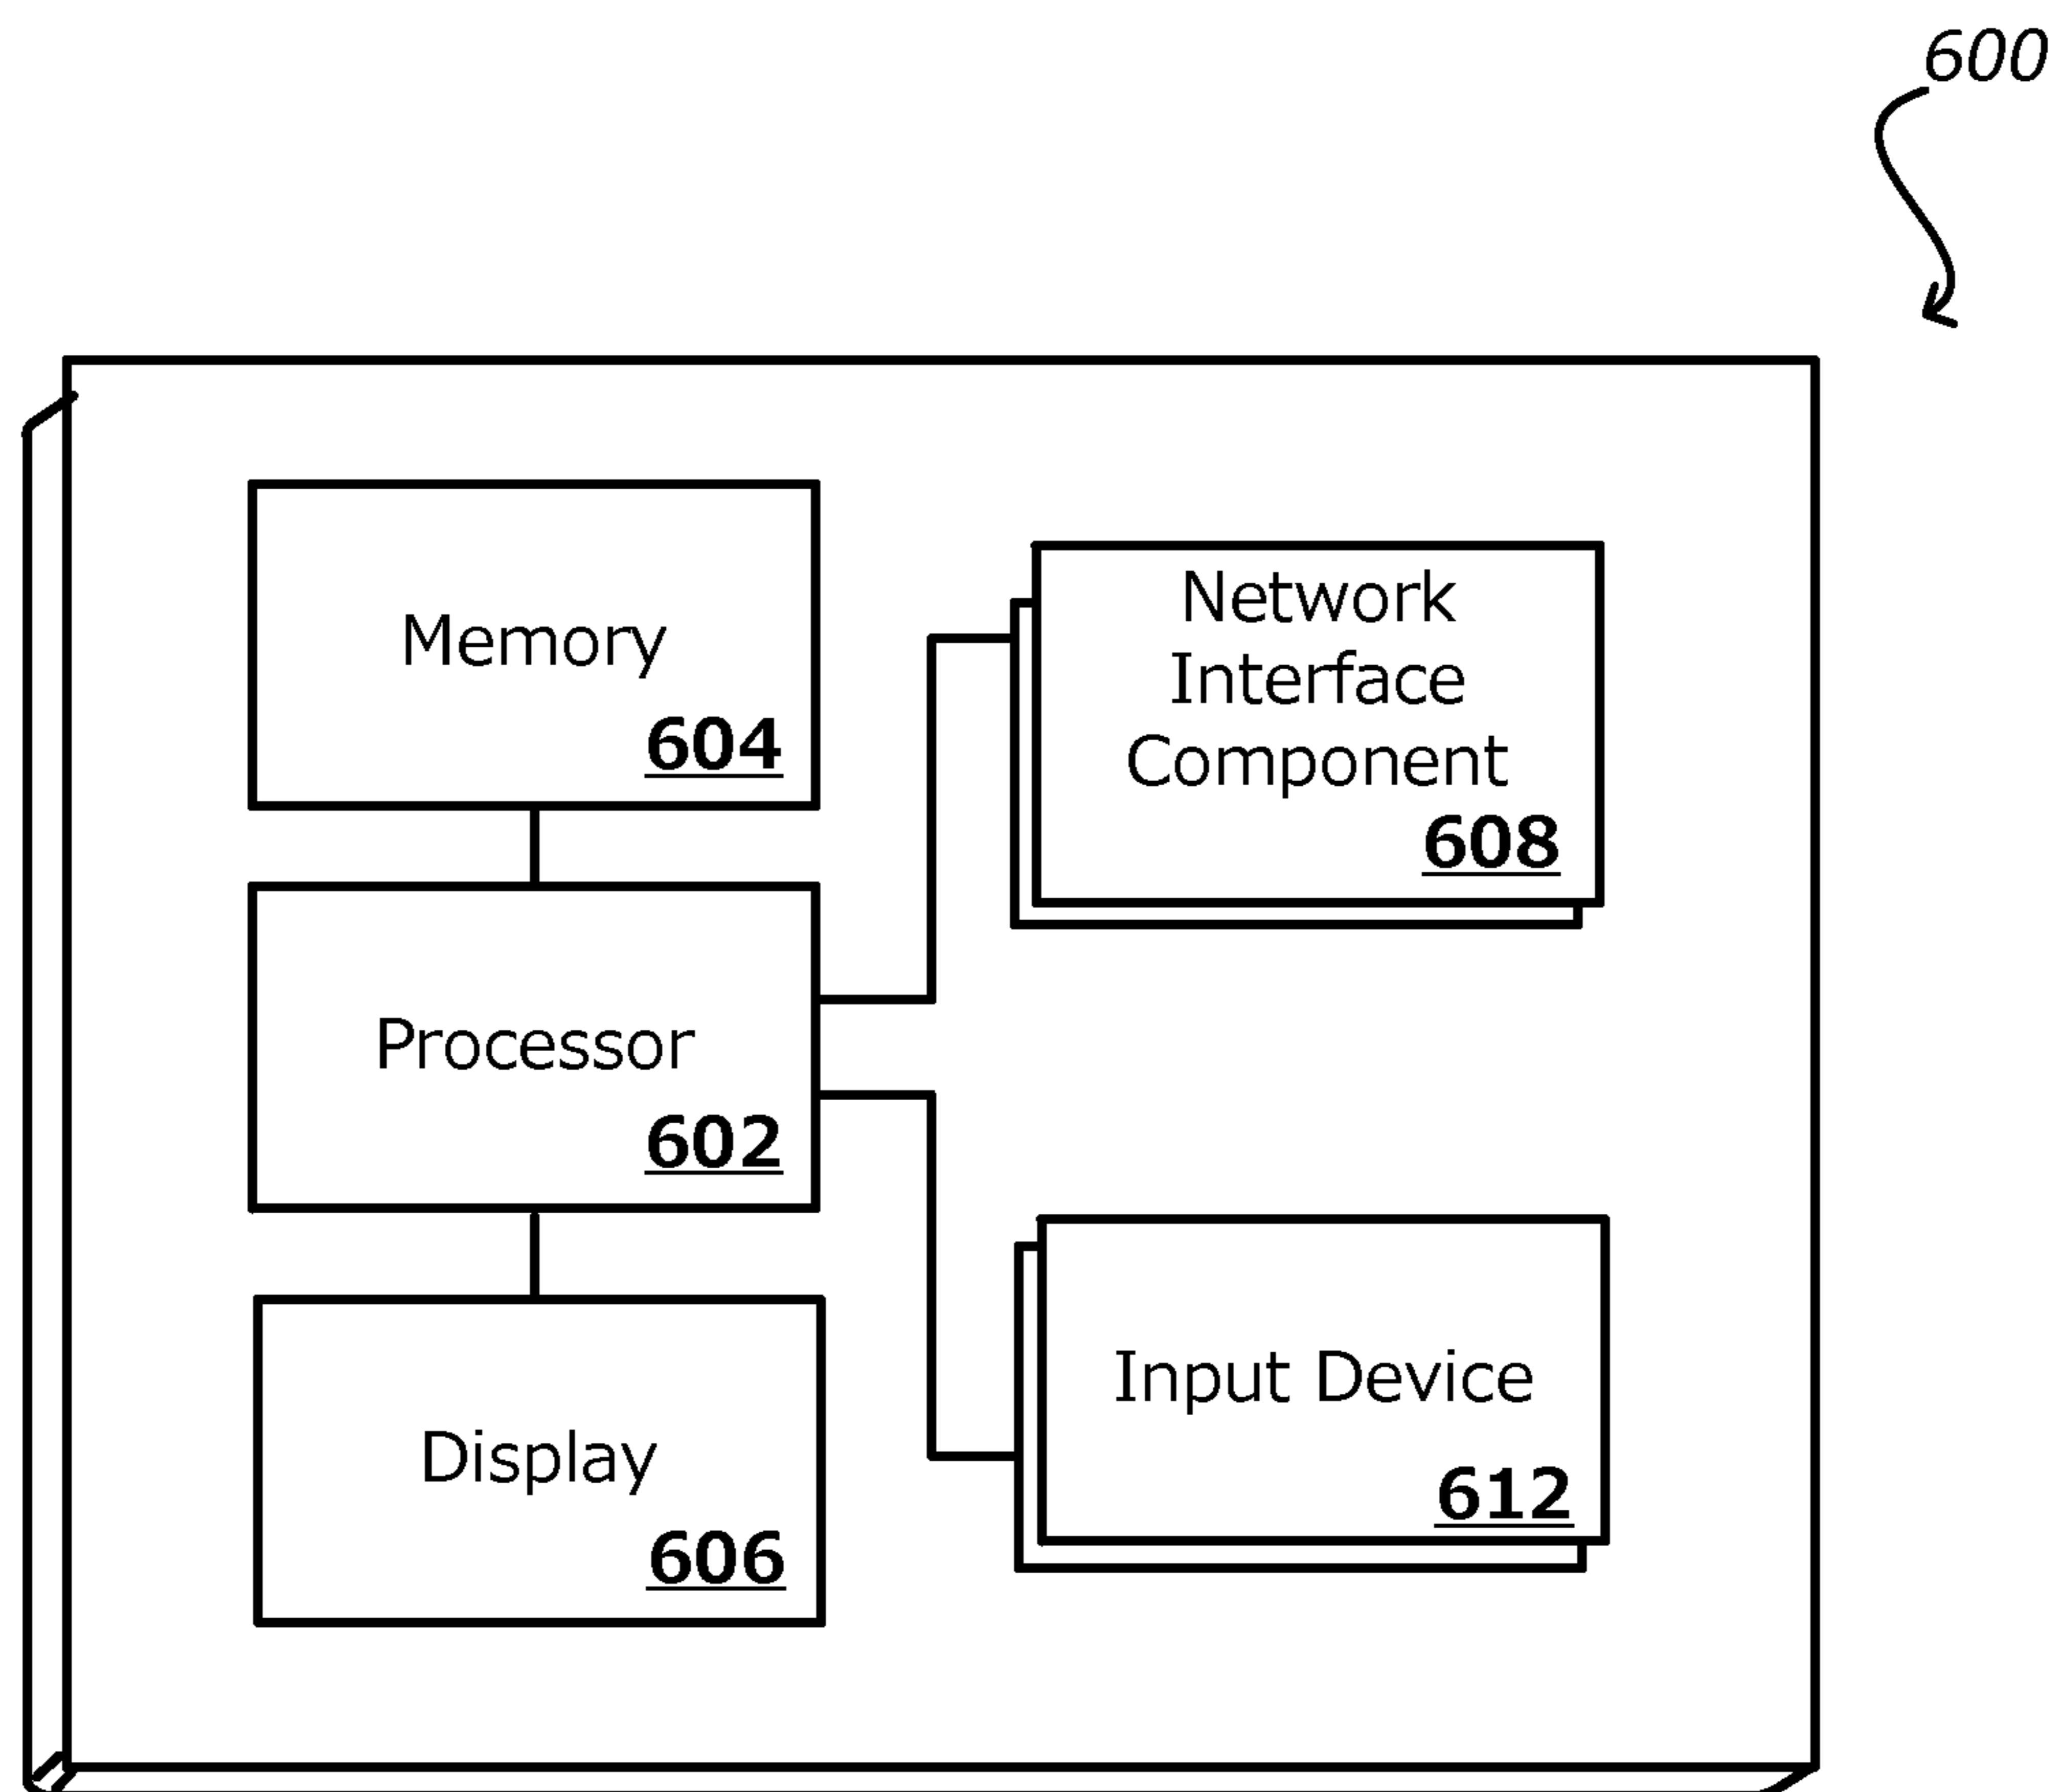 600
Memory
604
Network
Interface
Component
608
Processor
602
Input Device
612
Display
606